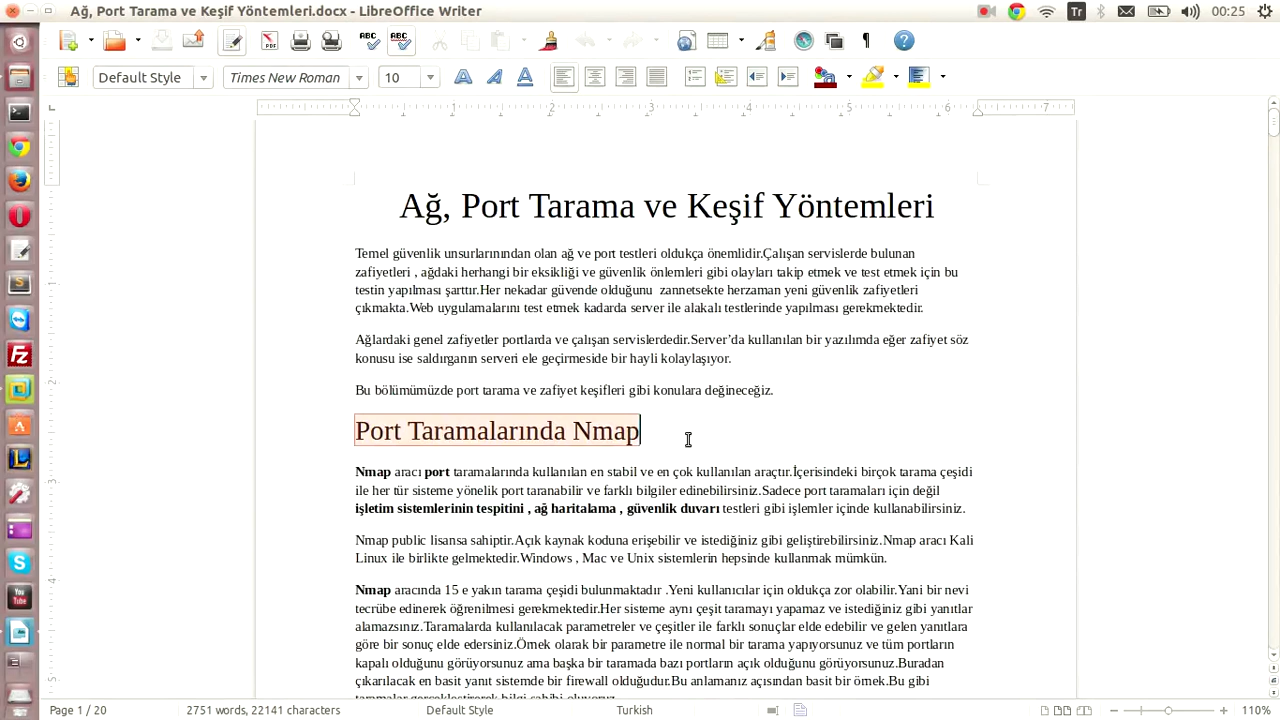 Ağ, Port Tarama ve Keşif Yöntemleri.docx - LibreOffice Writer
Tr
00:25
Default Style
Times New Roman
10
1 2 3 4 5 6 7
Ağ, Port Tarama ve Keşif Yöntemleri
Temel güvenlik unsurlarınından olan ağ ve port testleri oldukça önemlidir.Çalışan servislerde bulunan
zafiyetleri , ağdaki herhangi bir eksikliği ve güvenlik önlemleri gibi olayları takip etmek ve test etmek için bu
testin yapılması şarttır.Her nekadar güvende olduğunu  zannetsekte herzaman yeni güvenlik zafiyetleri
çıkmakta.Web uygulamalarını test etmek kadarda server ile alakalı testlerinde yapılması gerekmektedir.
Ağlardaki genel zafiyetler portlarda ve çalışan servislerdedir.Server’da kullanılan bir yazılımda eğer zafiyet söz
konusu ise saldırganın serveri ele geçirmeside bir hayli kolaylaşıyor.
Bu bölümümüzde port tarama ve zafiyet keşifleri gibi konulara değineceğiz.
Port Taramalarında Nmap
Nmap aracı port taramalarında kullanılan en stabil ve en çok kullanılan araçtır.İçerisindeki birçok tarama çeşidi
ile her tür sisteme yönelik port taranabilir ve farklı bilgiler edinebilirsiniz.Sadece port taramaları için değil
işletim sistemlerinin tespitini , ağ haritalama , güvenlik duvarı testleri gibi işlemler içinde kullanabilirsiniz.
Nmap public lisansa sahiptir.Açık kaynak koduna erişebilir ve istediğiniz gibi geliştirebilirsiniz.Nmap aracı Kali
Linux ile birlikte gelmektedir.Windows , Mac ve Unix sistemlerin hepsinde kullanmak mümkün.
Nmap aracında 15 e yakın tarama çeşidi bulunmaktadır .Yeni kullanıcılar için oldukça zor olabilir.Yani bir nevi
tecrübe edinerek öğrenilmesi gerekmektedir.Her sisteme aynı çeşit taramayı yapamaz ve istediğiniz gibi yanıtlar
alamazsınız.Taramalarda kullanılacak parametreler ve çeşitler ile farklı sonuçlar elde edebilir ve gelen yanıtlara
göre bir sonuç elde edersiniz.Örnek olarak bir parametre ile normal bir tarama yapıyorsunuz ve tüm portların
kapalı olduğunu görüyorsunuz ama başka bir taramada bazı portların açık olduğunu görüyorsunuz.Buradan
çıkarılacak en basit yanıt sistemde bir firewall olduğudur.Bu anlamanız açısından basit bir örnek.Bu gibi
taramalar gerçekleştirerek bilgi sahibi oluyoruz.
Page 1 / 20
2751 words, 22141 characters
Default Style
Turkish
110%